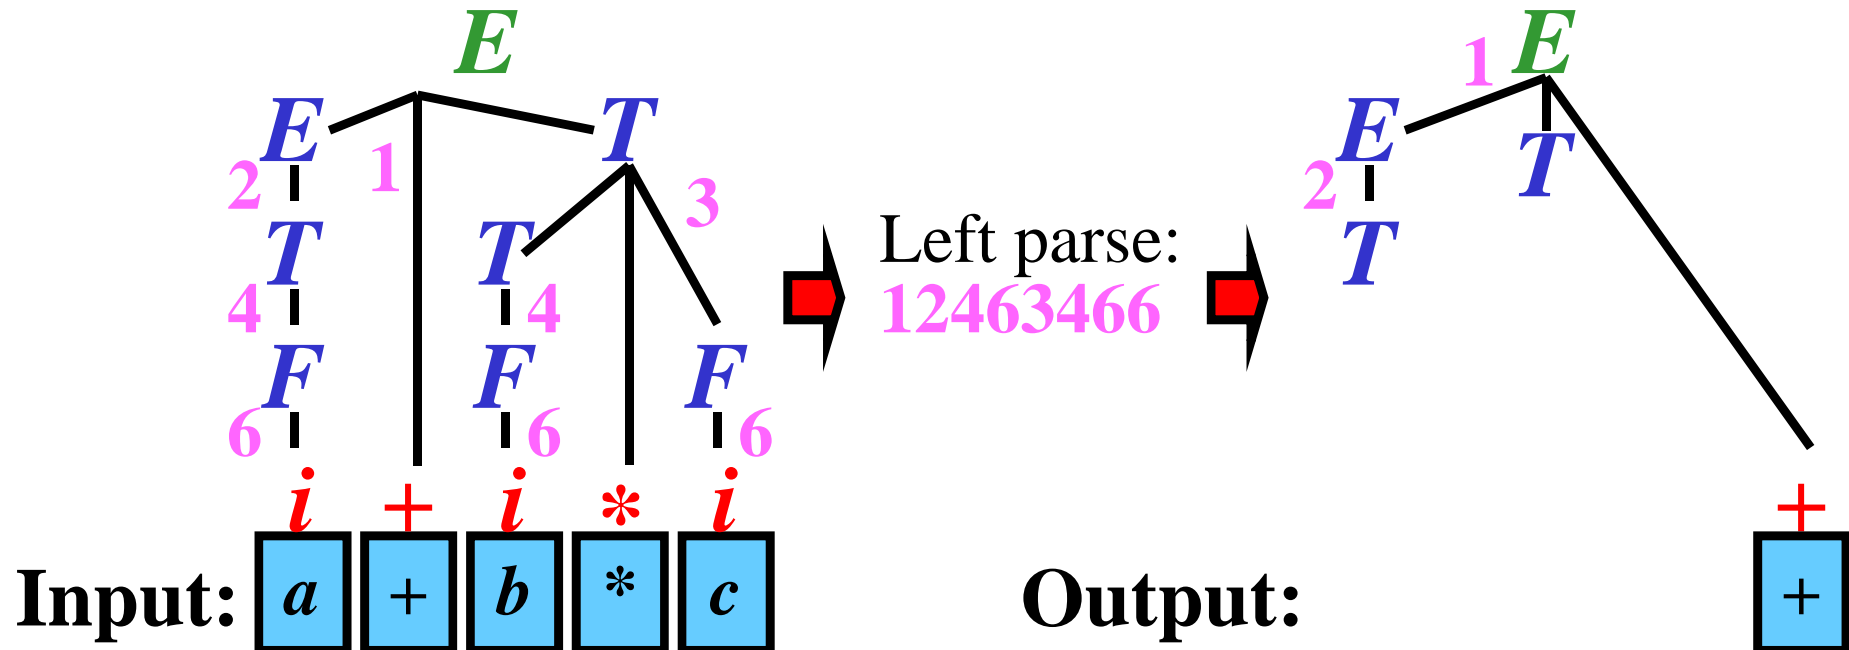 E
E T
2 1 3
T T
4 4
F F F
6 6 6
i + i * i
Input: a + b * c
Left parse:
12463466
1 E
E T
2
T
+
Output: +